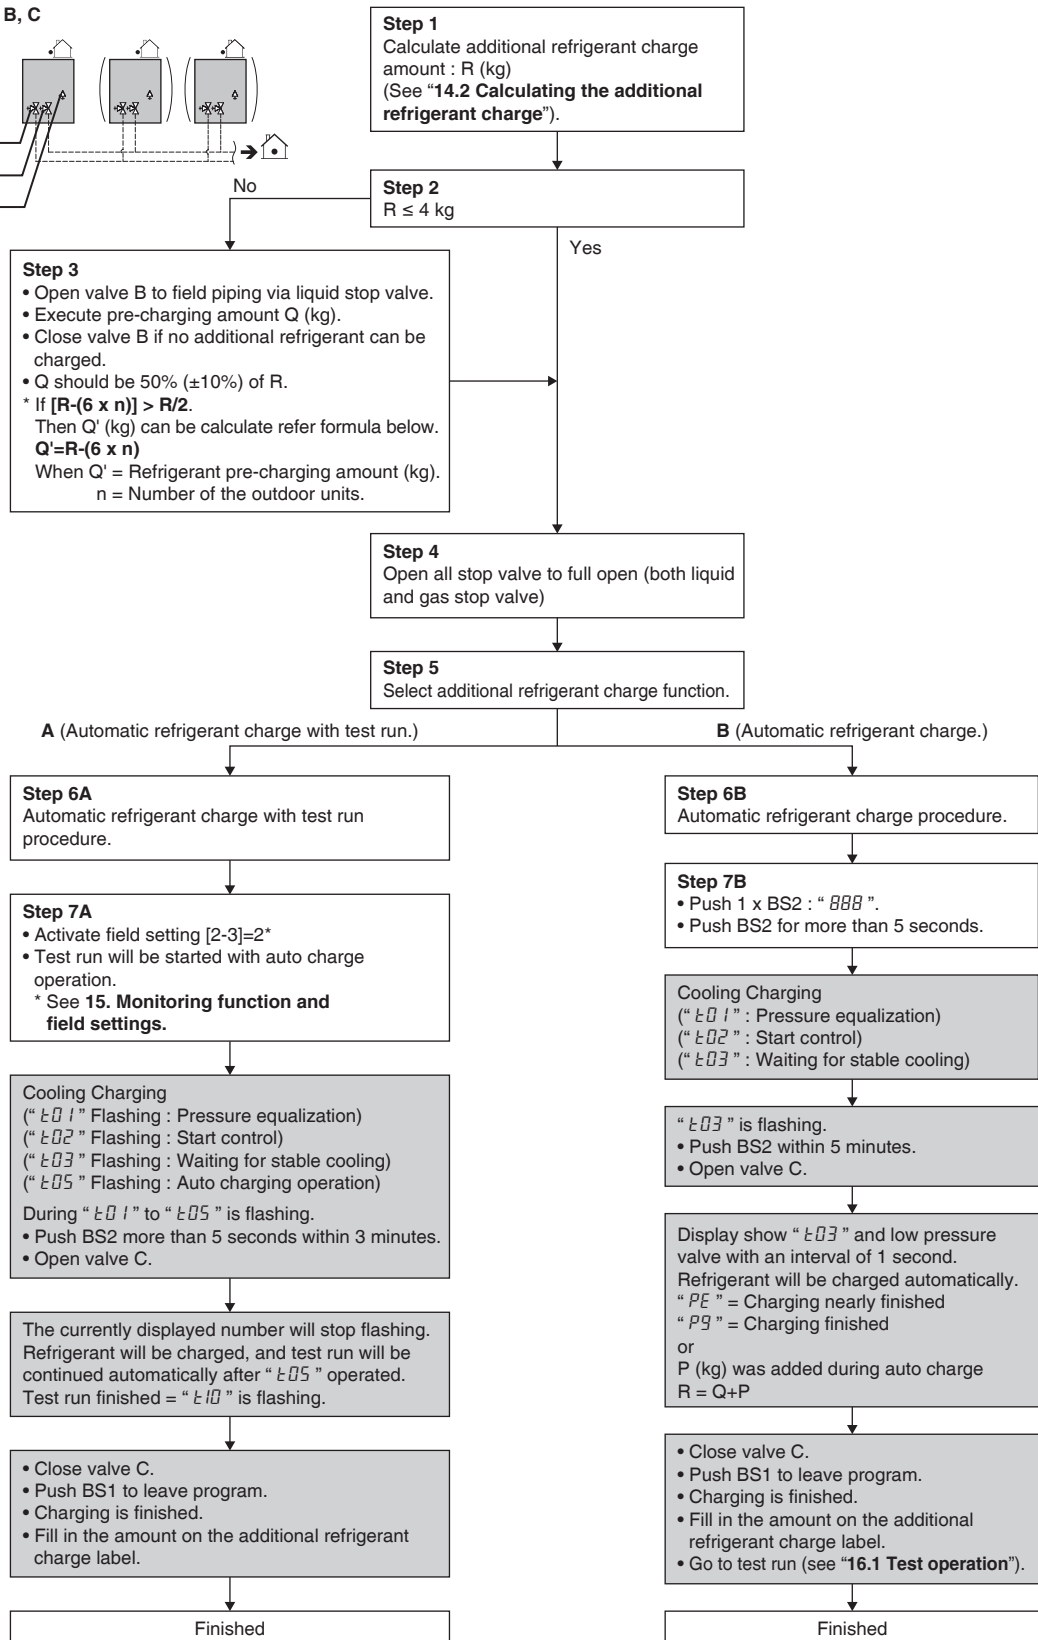 B, C
Step 1
Calculate additional refrigerant charge
amount : R (kg)
(See “14.2 Calculating the additional
refrigerant charge”).
No
Step 2
R ≤ 4 kg
Yes
Step 3
• Open valve B to field piping via liquid stop valve.
• Execute pre-charging amount Q (kg).
• Close valve B if no additional refrigerant can be
charged.
• Q should be 50% (±10%) of R.
* If [R-(6 x n)] > R/2.
Then Q' (kg) can be calculate refer formula below.
Q'=R-(6 x n)
When Q' = Refrigerant pre-charging amount (kg).
n = Number of the outdoor units.
Step 4
Open all stop valve to full open (both liquid
and gas stop valve)
Step 5
Select additional refrigerant charge function.
A (Automatic refrigerant charge with test run.)
B (Automatic refrigerant charge.)
Step 6A
Automatic refrigerant charge with test run
procedure.
Step 7A
• Activate field setting [2-3]=2*
• Test run will be started with auto charge
operation.
* See 15. Monitoring function and
field settings.
Cooling Charging
(“ t01 ” Flashing : Pressure equalization)
(“ t02 ” Flashing : Start control)
(“ t03 ” Flashing : Waiting for stable cooling)
(“ t05 ” Flashing : Auto charging operation)
During “ t01 ” to “ t05 ” is flashing.
• Push BS2 more than 5 seconds within 3 minutes.
• Open valve C.
The currently displayed number will stop flashing.
Refrigerant will be charged, and test run will be
continued automatically after “ t05 ” operated.
Test run finished = “ t10 ” is flashing.
• Close valve C.
• Push BS1 to leave program.
• Charging is finished.
• Fill in the amount on the additional refrigerant
charge label.
Finished
Step 6B
Automatic refrigerant charge procedure.
Step 7B
• Push 1 x BS2 : “ 888 ”.
• Push BS2 for more than 5 seconds.
Cooling Charging
(“ t01 ” : Pressure equalization)
(“ t02 ” : Start control)
(“ t03 ” : Waiting for stable cooling)
“ t03 ” is flashing.
• Push BS2 within 5 minutes.
• Open valve C.
Display show “ t03 ” and low pressure
valve with an interval of 1 second.
Refrigerant will be charged automatically.
“ PE ” = Charging nearly finished
“ P9 ” = Charging finished
or
P (kg) was added during auto charge
R = Q+P
• Close valve C.
• Push BS1 to leave program.
• Charging is finished.
• Fill in the amount on the additional
refrigerant charge label.
• Go to test run (see “16.1 Test operation”).
Finished